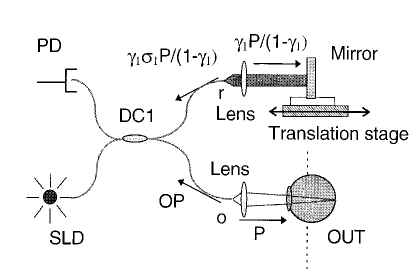 PD
γ₁σ₁P/(1-γ₁)
γ₁P/(1-γ₁)
Mirror
r
DC1
Lens
Translation stage
Lens
OP
o
P
SLD
OUT